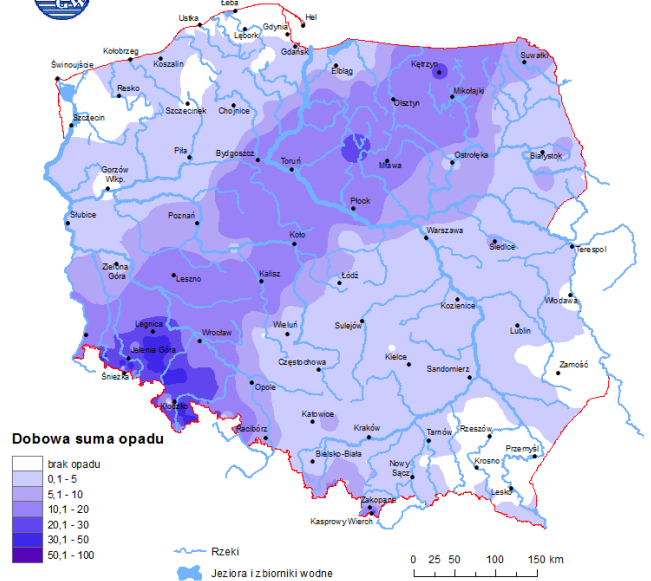 GW
Łeba
Ustka
Hel
Lębork
Gdynia
Gdańsk
Kołobrzeg
Koszalin
Świnoujście
Elbląg
Kętrzyn
Suwałki
Resko
Szczecinek
Chojnice
Olsztyn
Mikołajki
Szczecin
Piła
Bydgoszcz
Toruń
Mława
Ostrołęka
Białystok
Gorzów
Wlkp.
Płock
Słubice
Poznań
Koło
Warszawa
Siedlce
Terespol
Zielona
Góra
Leszno
Kalisz
Łódź
Włodawa
Kozienice
Legnica
Wrocław
Wieluń
Sulejów
Lublin
Jelenia Góra
Śnieżka
Częstochowa
Kielce
Zamość
Opole
Sandomierz
Kłodzko
Katowice
Racibórz
Kraków
Tarnów
Rzeszów
Bielsko-Biała
Przemyśl
Nowy
Sącz
Krosno
Lesko
Zakopane
Kasprowy Wierch
Dobowa suma opadu
brak opadu
0,1 - 5
5,1 - 10
10,1 - 20
20,1 - 30
30,1 - 50
50,1 - 100
Rzeki
Jeziora i zbiorniki wodne
0 25 50 100 150 km